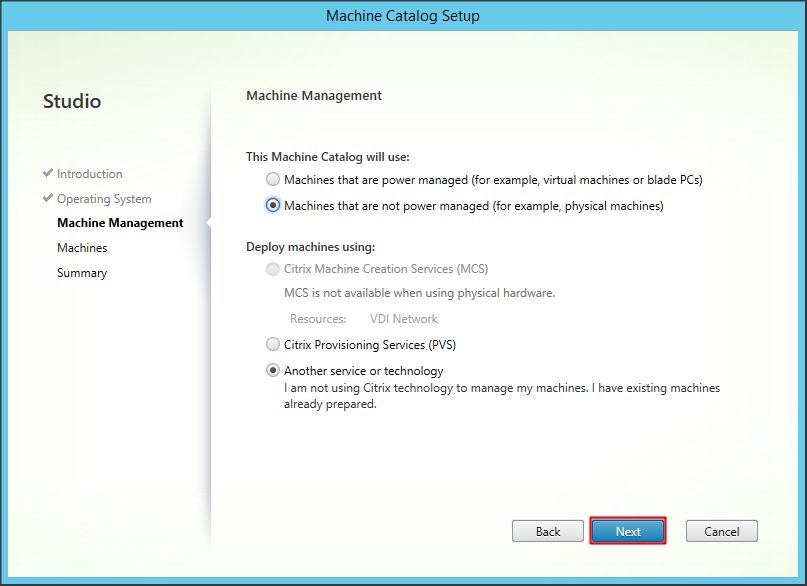 Machine Catalog Setup
Studio
Introduction
Operating System
Machine Management
Machines
Summary
Machine Management
This Machine Catalog will use:
Machines that are power managed (for example, virtual machines or blade PCs)
Machines that are not power managed (for example, physical machines)
Deploy machines using:
Citrix Machine Creation Services (MCS)
MCS is not available when using physical hardware.
Resources: VDI Network
Citrix Provisioning Services (PVS)
Another service or technology
I am not using Citrix technology to manage my machines. I have existing machines
already prepared.
Back Next Cancel